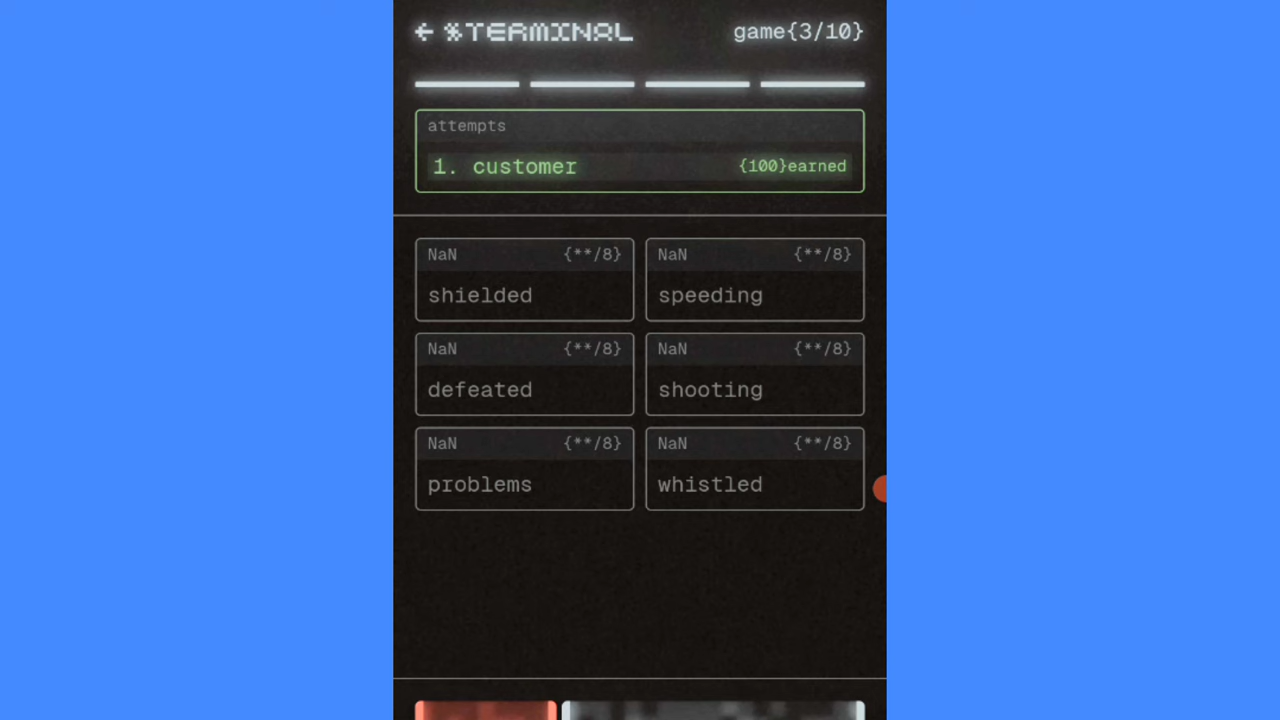 ← %TERMINAL game{3/10}
attempts
1. customer {100}earned
NaN {**/8} NaN {**/8}
shielded speeding
NaN {**/8} NaN {**/8}
defeated shooting
NaN {**/8} NaN {**/8}
problems whistled